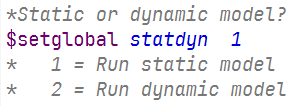 *Static or dynamic model?
$setglobal statdyn  1
*   1 = Run static model
*   2 = Run dynamic model